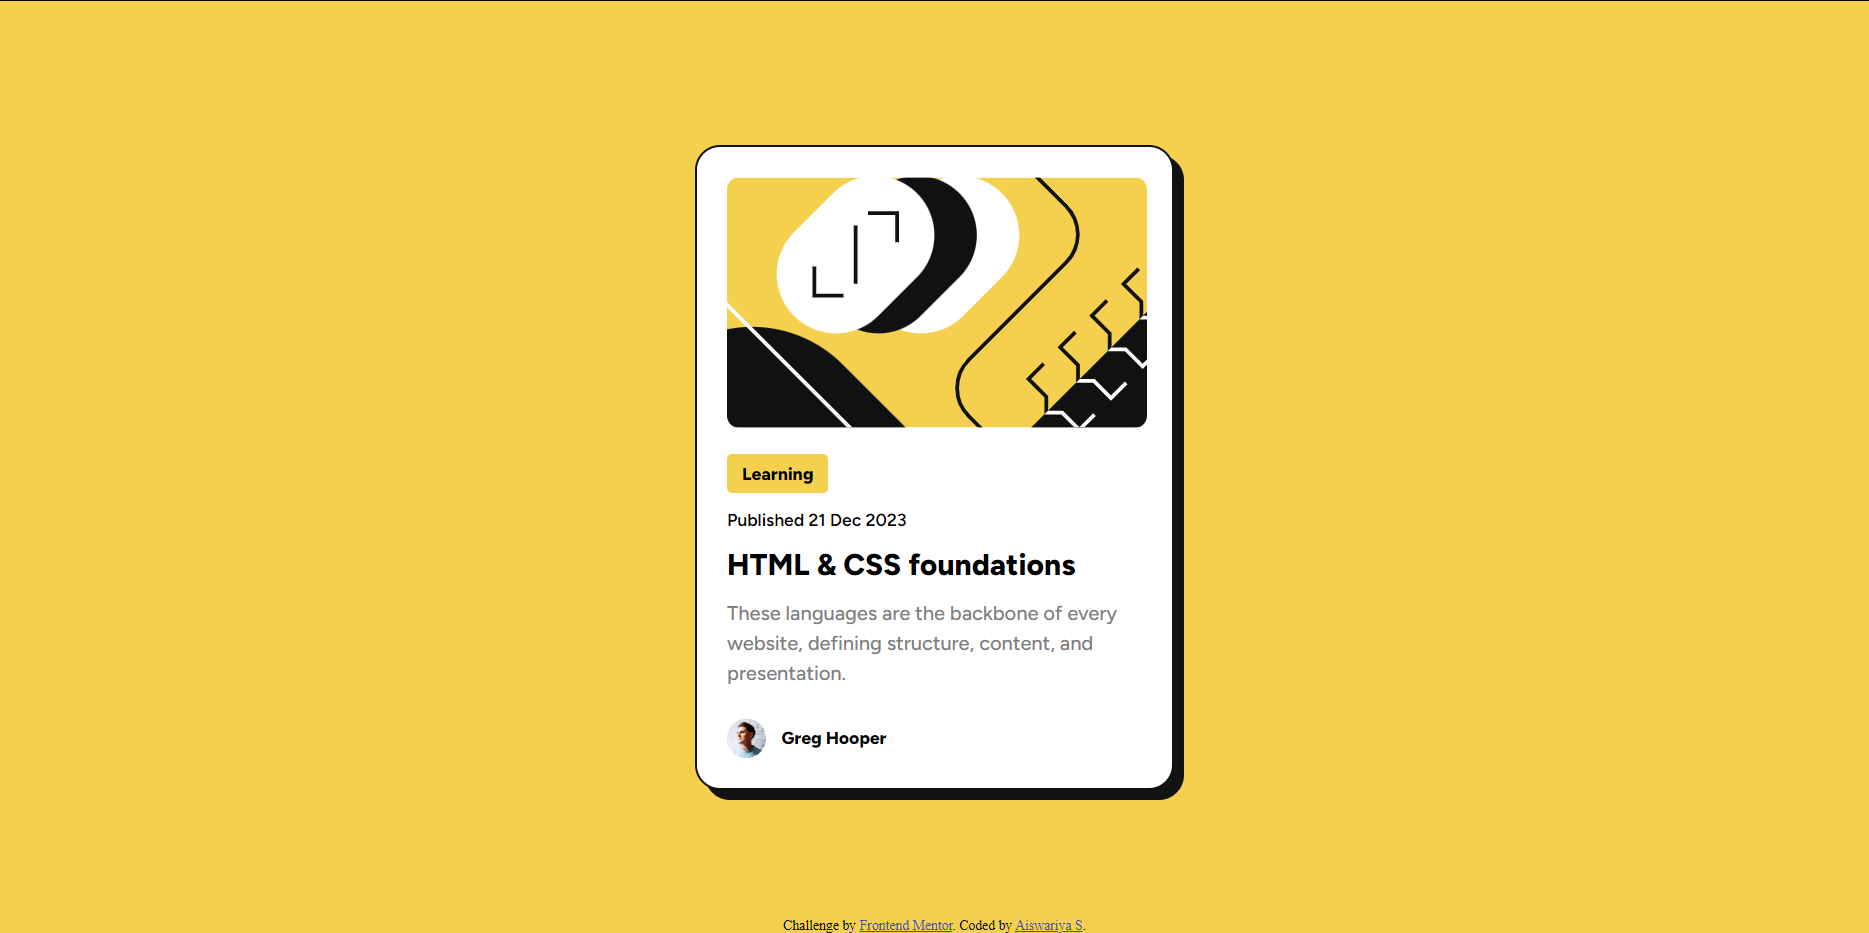 Learning
Published 21 Dec 2023
HTML & CSS foundations
These languages are the backbone of every
website, defining structure, content, and
presentation.
Greg Hooper
Challenge by Frontend Mentor. Coded by Aiswariya S.